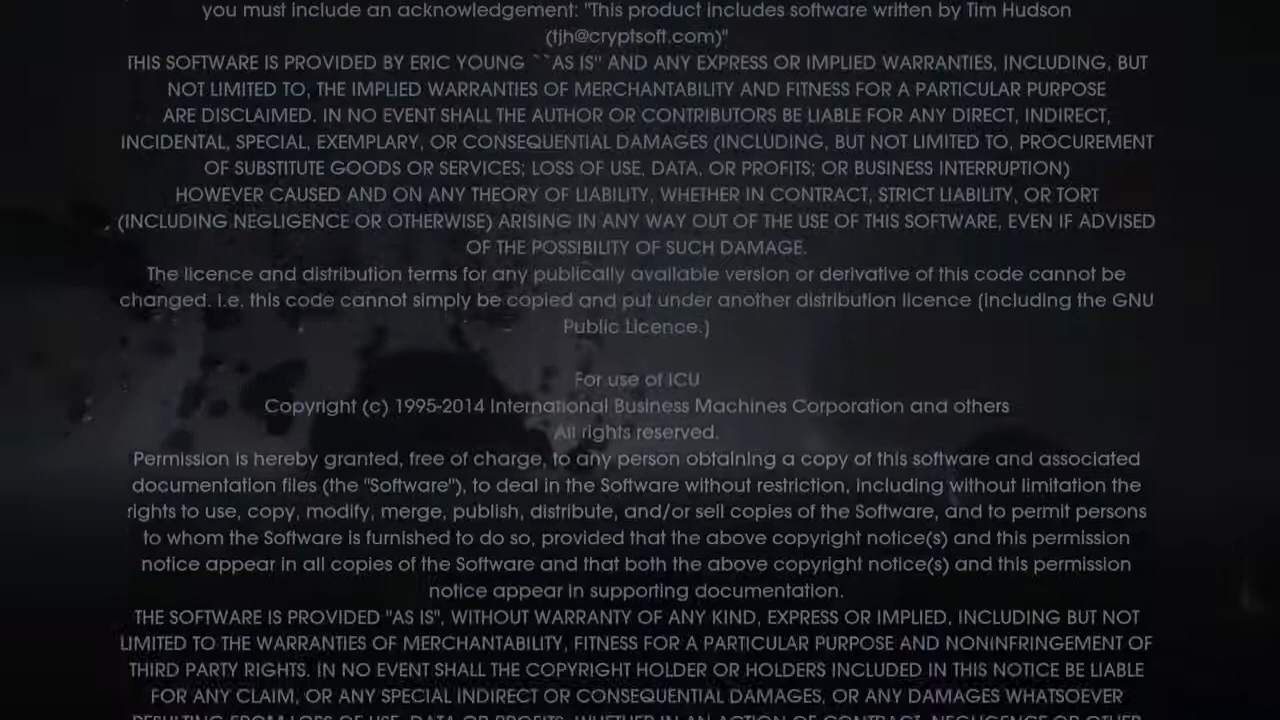 you must include an acknowledgement: "This product includes software written by Tim Hudson
(tjh@cryptsoft.com)"
THIS SOFTWARE IS PROVIDED BY ERIC YOUNG ``AS IS'' AND ANY EXPRESS OR IMPLIED WARRANTIES, INCLUDING, BUT
NOT LIMITED TO, THE IMPLIED WARRANTIES OF MERCHANTABILITY AND FITNESS FOR A PARTICULAR PURPOSE
ARE DISCLAIMED. IN NO EVENT SHALL THE AUTHOR OR CONTRIBUTORS BE LIABLE FOR ANY DIRECT, INDIRECT,
INCIDENTAL, SPECIAL, EXEMPLARY, OR CONSEQUENTIAL DAMAGES (INCLUDING, BUT NOT LIMITED TO, PROCUREMENT
OF SUBSTITUTE GOODS OR SERVICES; LOSS OF USE, DATA, OR PROFITS; OR BUSINESS INTERRUPTION)
HOWEVER CAUSED AND ON ANY THEORY OF LIABILITY, WHETHER IN CONTRACT, STRICT LIABILITY, OR TORT
(INCLUDING NEGLIGENCE OR OTHERWISE) ARISING IN ANY WAY OUT OF THE USE OF THIS SOFTWARE, EVEN IF ADVISED
OF THE POSSIBILITY OF SUCH DAMAGE.
The licence and distribution terms for any publically available version or derivative of this code cannot be
changed. i.e. this code cannot simply be copied and put under another distribution licence (including the GNU
Public Licence.)
For use of ICU
Copyright (c) 1995-2014 International Business Machines Corporation and others
All rights reserved.
Permission is hereby granted, free of charge, to any person obtaining a copy of this software and associated
documentation files (the "Software"), to deal in the Software without restriction, including without limitation the
rights to use, copy, modify, merge, publish, distribute, and/or sell copies of the Software, and to permit persons
to whom the Software is furnished to do so, provided that the above copyright notice(s) and this permission
notice appear in all copies of the Software and that both the above copyright notice(s) and this permission
notice appear in supporting documentation.
THE SOFTWARE IS PROVIDED "AS IS", WITHOUT WARRANTY OF ANY KIND, EXPRESS OR IMPLIED, INCLUDING BUT NOT
LIMITED TO THE WARRANTIES OF MERCHANTABILITY, FITNESS FOR A PARTICULAR PURPOSE AND NONINFRINGEMENT OF
THIRD PARTY RIGHTS. IN NO EVENT SHALL THE COPYRIGHT HOLDER OR HOLDERS INCLUDED IN THIS NOTICE BE LIABLE
FOR ANY CLAIM, OR ANY SPECIAL INDIRECT OR CONSEQUENTIAL DAMAGES, OR ANY DAMAGES WHATSOEVER